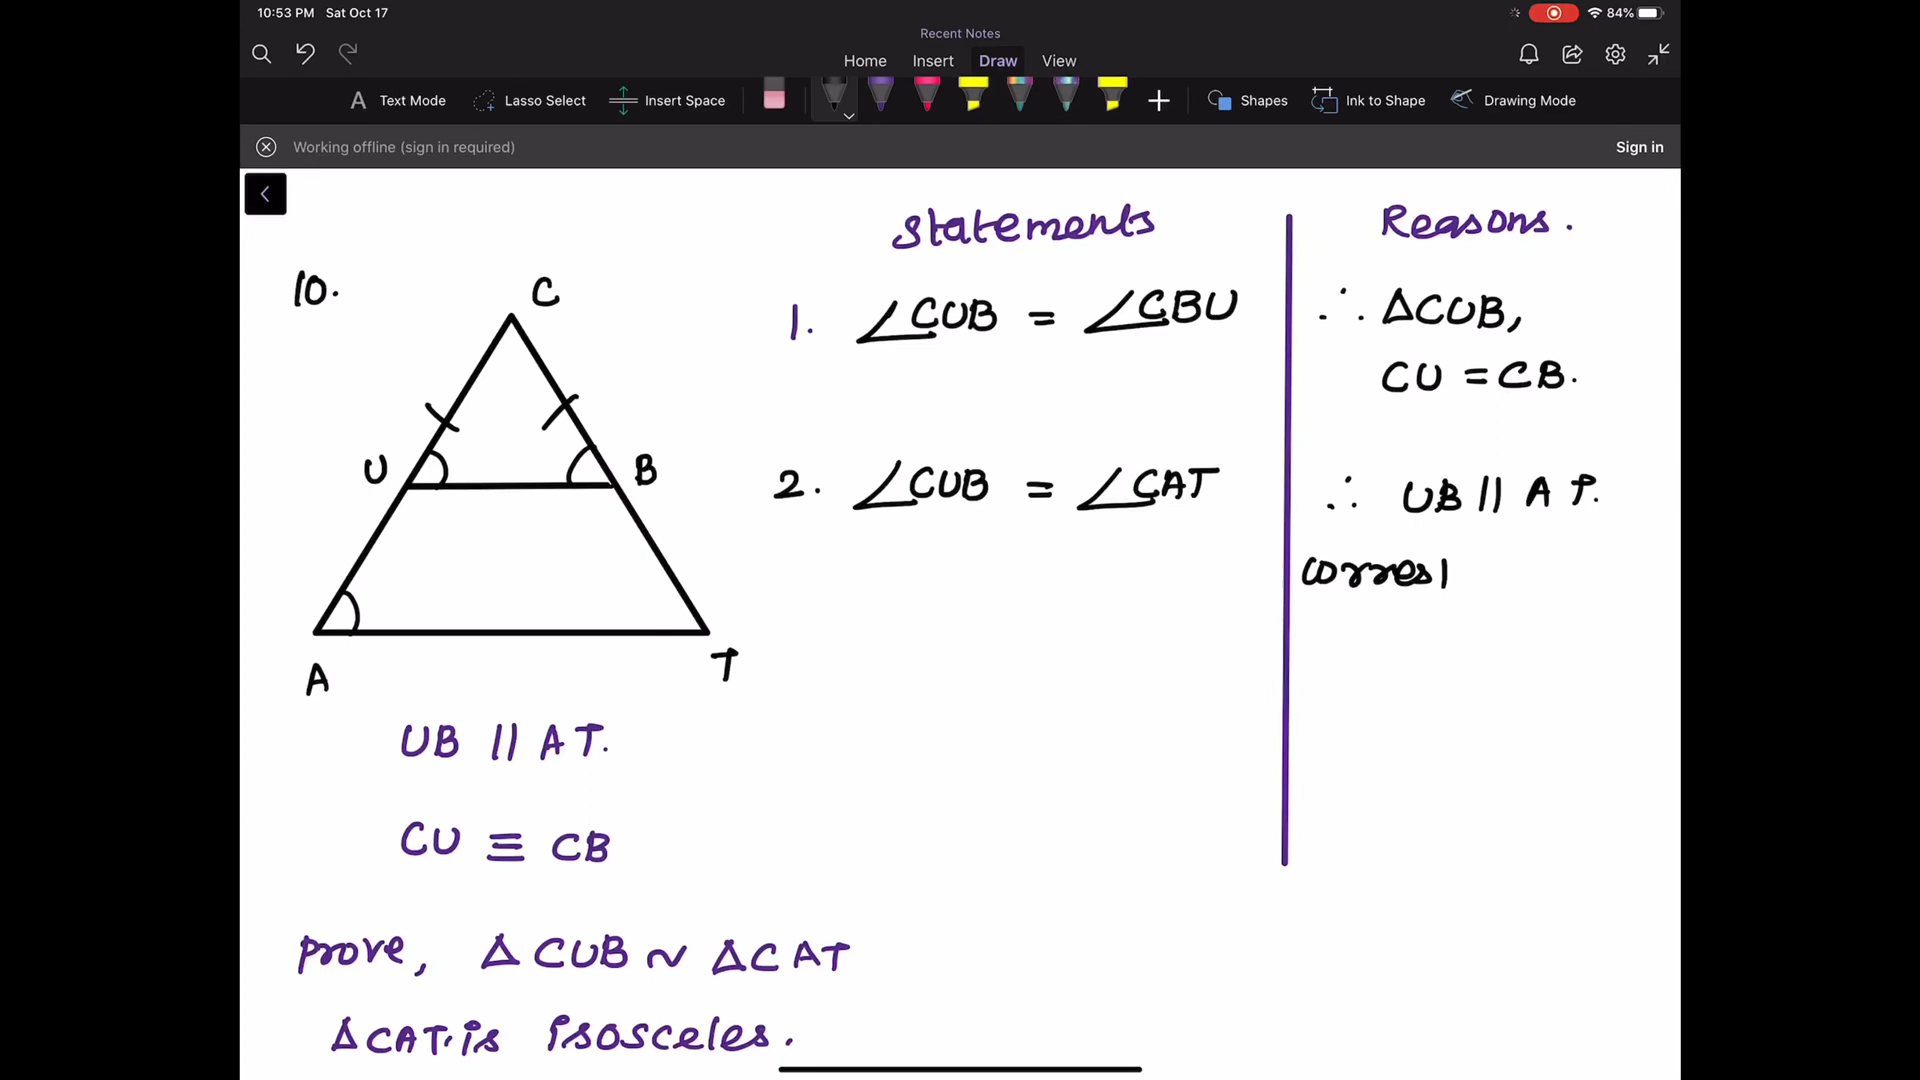 10:53 PM Sat Oct 17
84%
Recent Notes
Home Insert Draw View
A Text Mode Lasso Select Insert Space Shapes Ink to Shape Drawing Mode
Working offline (sign in required) Sign in
statements Reasons.
10.
C
U
B
A
T
1. ∠CUB = ∠CBU ∴ ΔCUB,
CU = CB.
2. ∠CUB = ∠CAT ∴ UB || AT.
corres
UB || AT.
CU ≡ CB
prove, Δ CUB ~ ΔCAT
ΔCAT is isosceles.